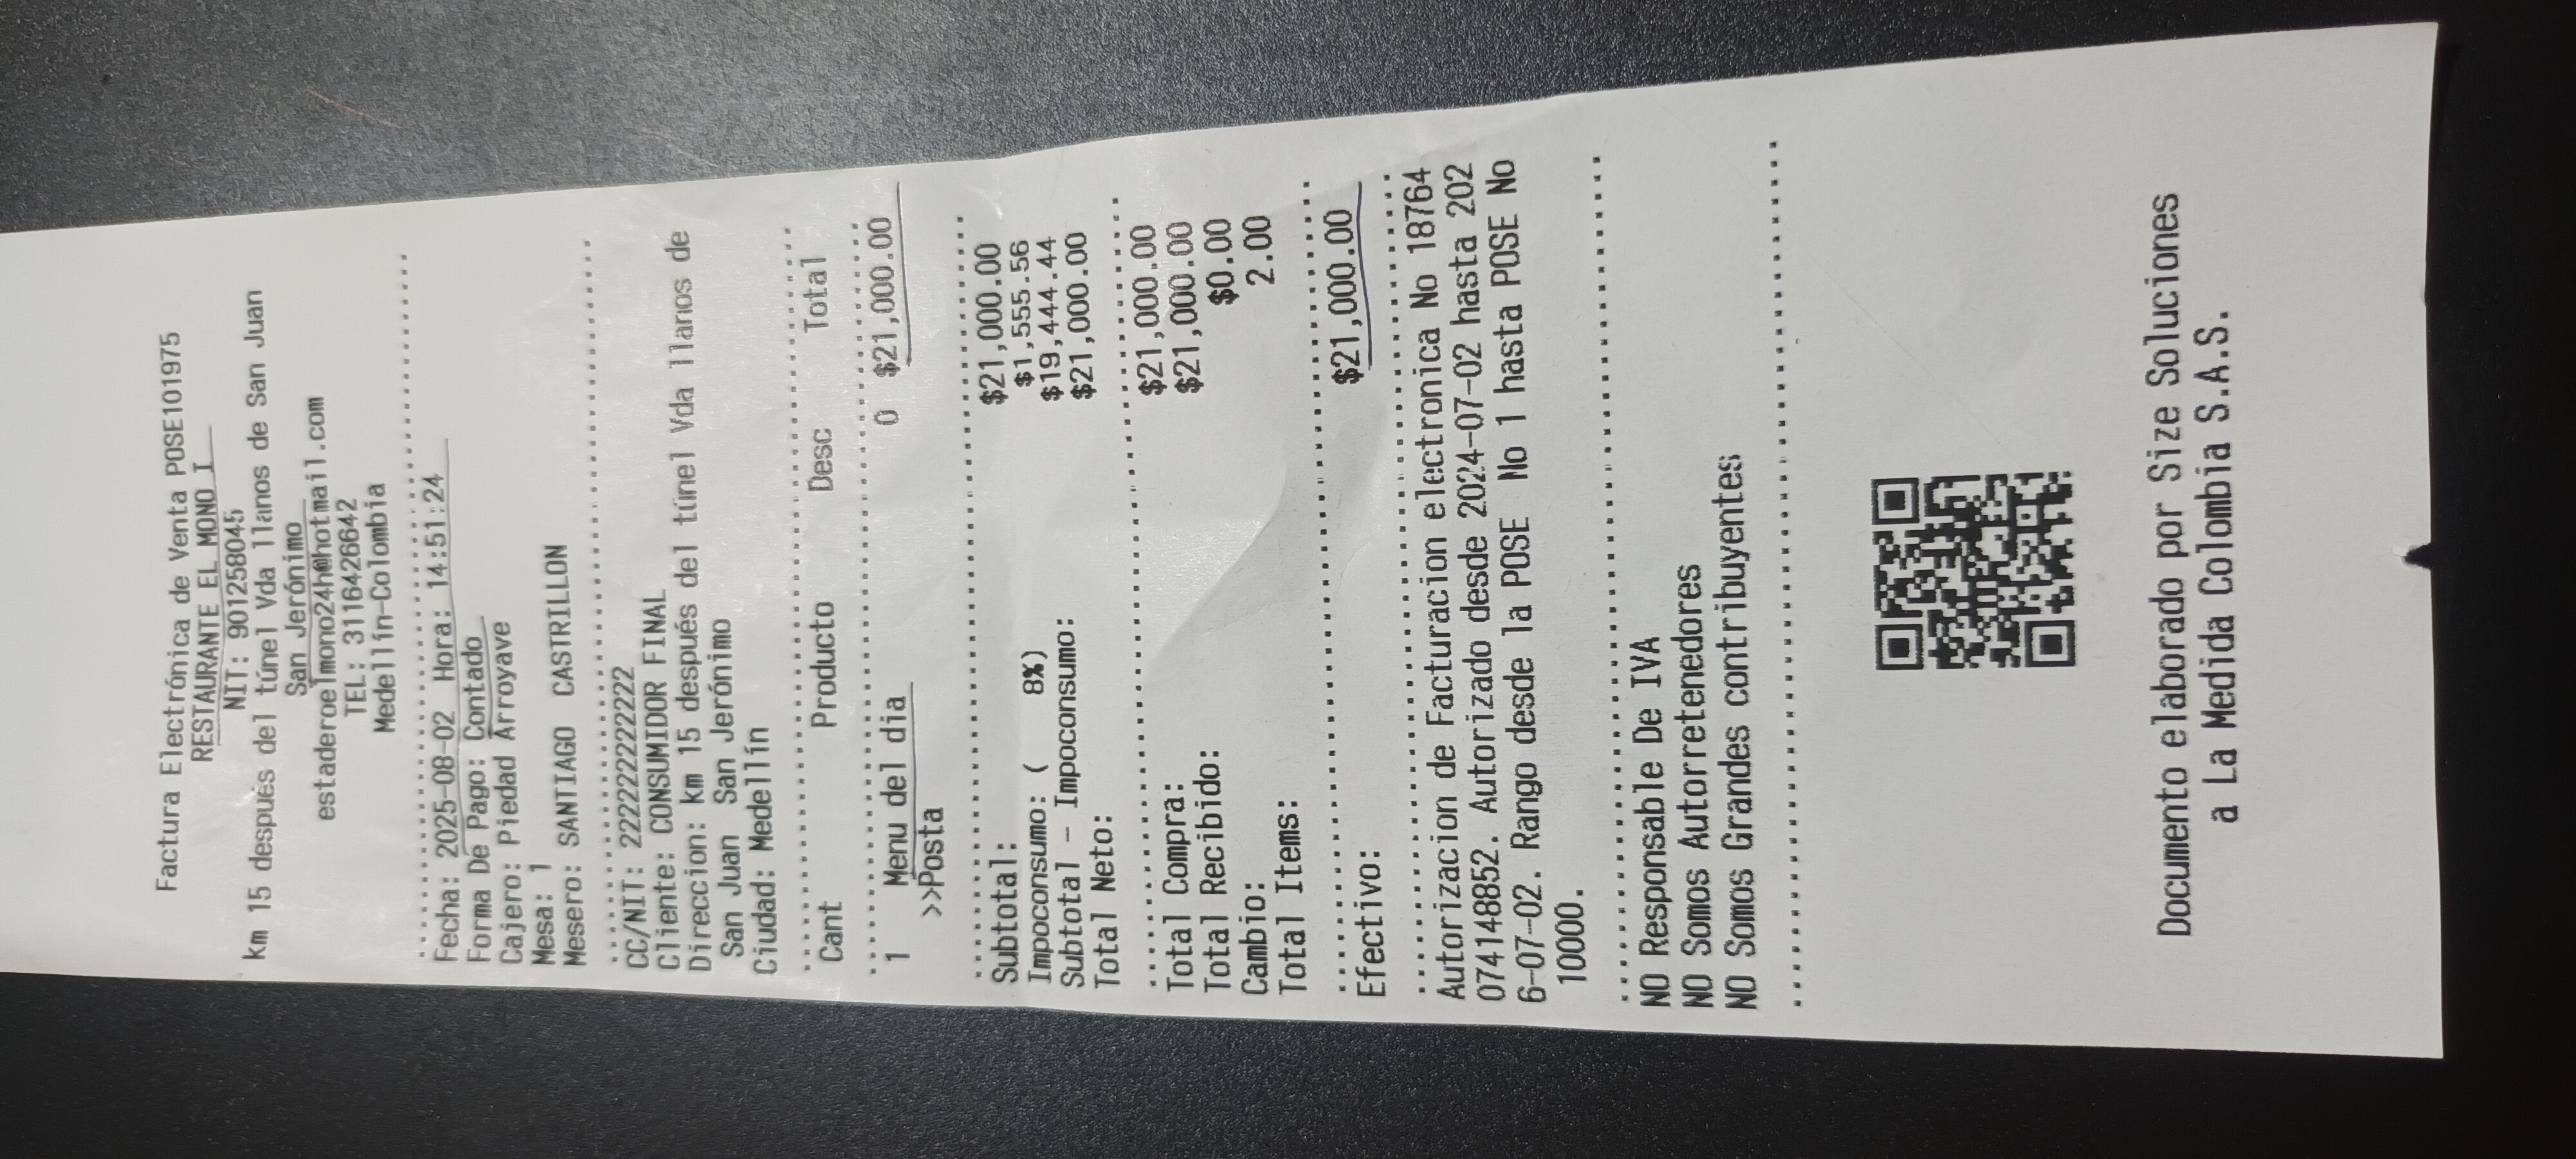 Factura Electrónica de Venta POSE101975
RESTAURANTE EL MONO I
NIT: 901258045
km 15 después del túnel Vda llanos de San Juan
San Jerónimo
estaderoelmono24h@hotmail.com
TEL: 3116426642
Medellín-Colombia
Fecha: 2025-08-02 Hora: 14:51:24
Forma De Pago: Contado
Cajero: Piedad Arroyave
Mesa: 1
Mesero: SANTIAGO CASTRILLON
CC/NIT: 222222222222
Cliente: CONSUMIDOR FINAL
Direccion: km 15 después del túnel Vda llanos de
San Juan San Jerónimo
Ciudad: Medellín
Cant Producto Desc Total
1 Menu del dia 0 $21,000.00
>>Posta
Subtotal: $21,000.00
Impoconsumo: ( 8%) $1,555.56
Subtotal - Impoconsumo: $19,444.44
Total Neto: $21,000.00
Total Compra: $21,000.00
Total Recibido: $21,000.00
Cambio: $0.00
Total Items: 2.00
Efectivo: $21,000.00
Autorizacion de Facturacion electronica No 18764
074148852. Autorizado desde 2024-07-02 hasta 202
6-07-02. Rango desde la POSE No 1 hasta POSE No
10000.
NO Responsable De IVA
NO Somos Autorretenedores
NO Somos Grandes contribuyentes
Documento elaborado por Size Soluciones
a La Medida Colombia S.A.S.